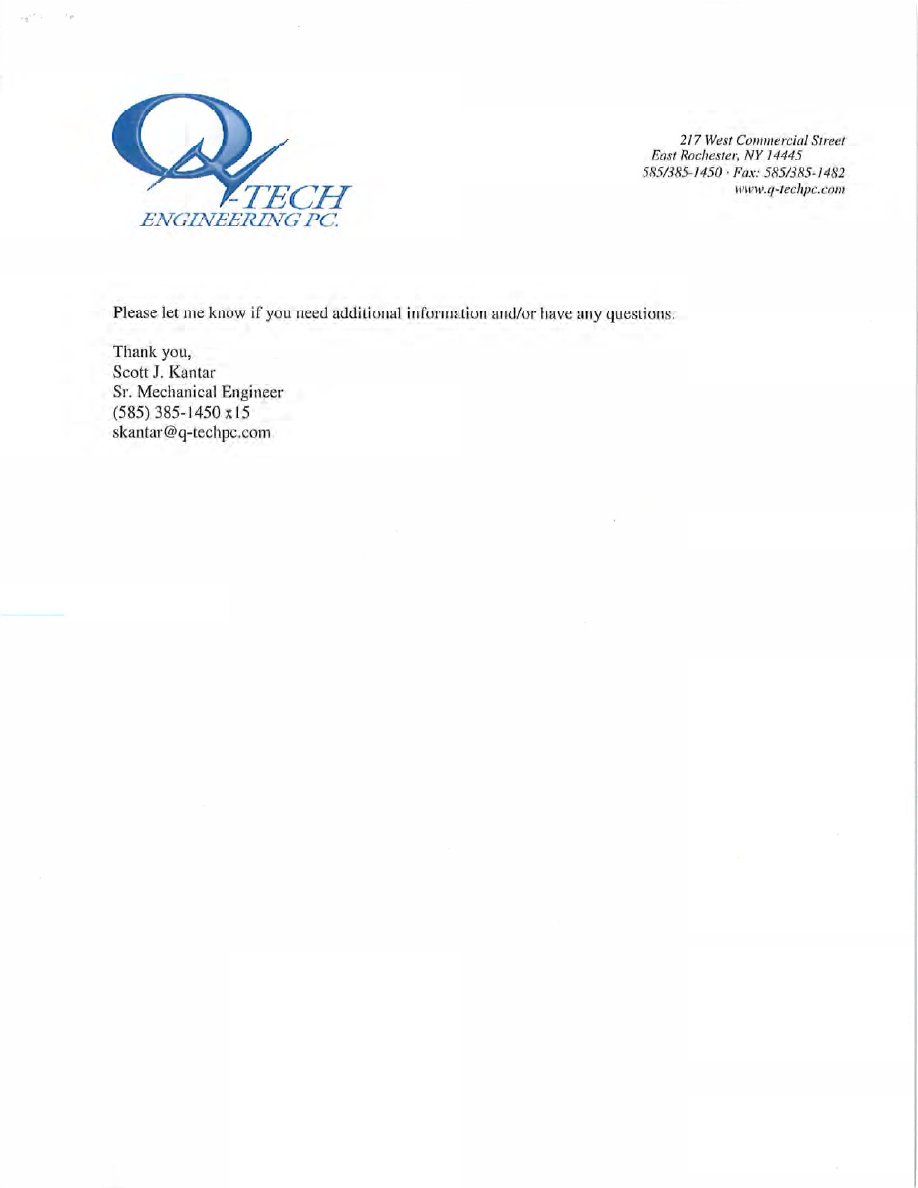 Q-TECH
ENGINEERING PC.
217 West Commercial Street
East Rochester, NY 14445
585/385-1450 · Fax: 585/385-1482
www.q-techpc.com
Please let me know if you need additional information and/or have any questions.
Thank you,
Scott J. Kantar
Sr. Mechanical Engineer
(585) 385-1450 x15
skantar@q-techpc.com